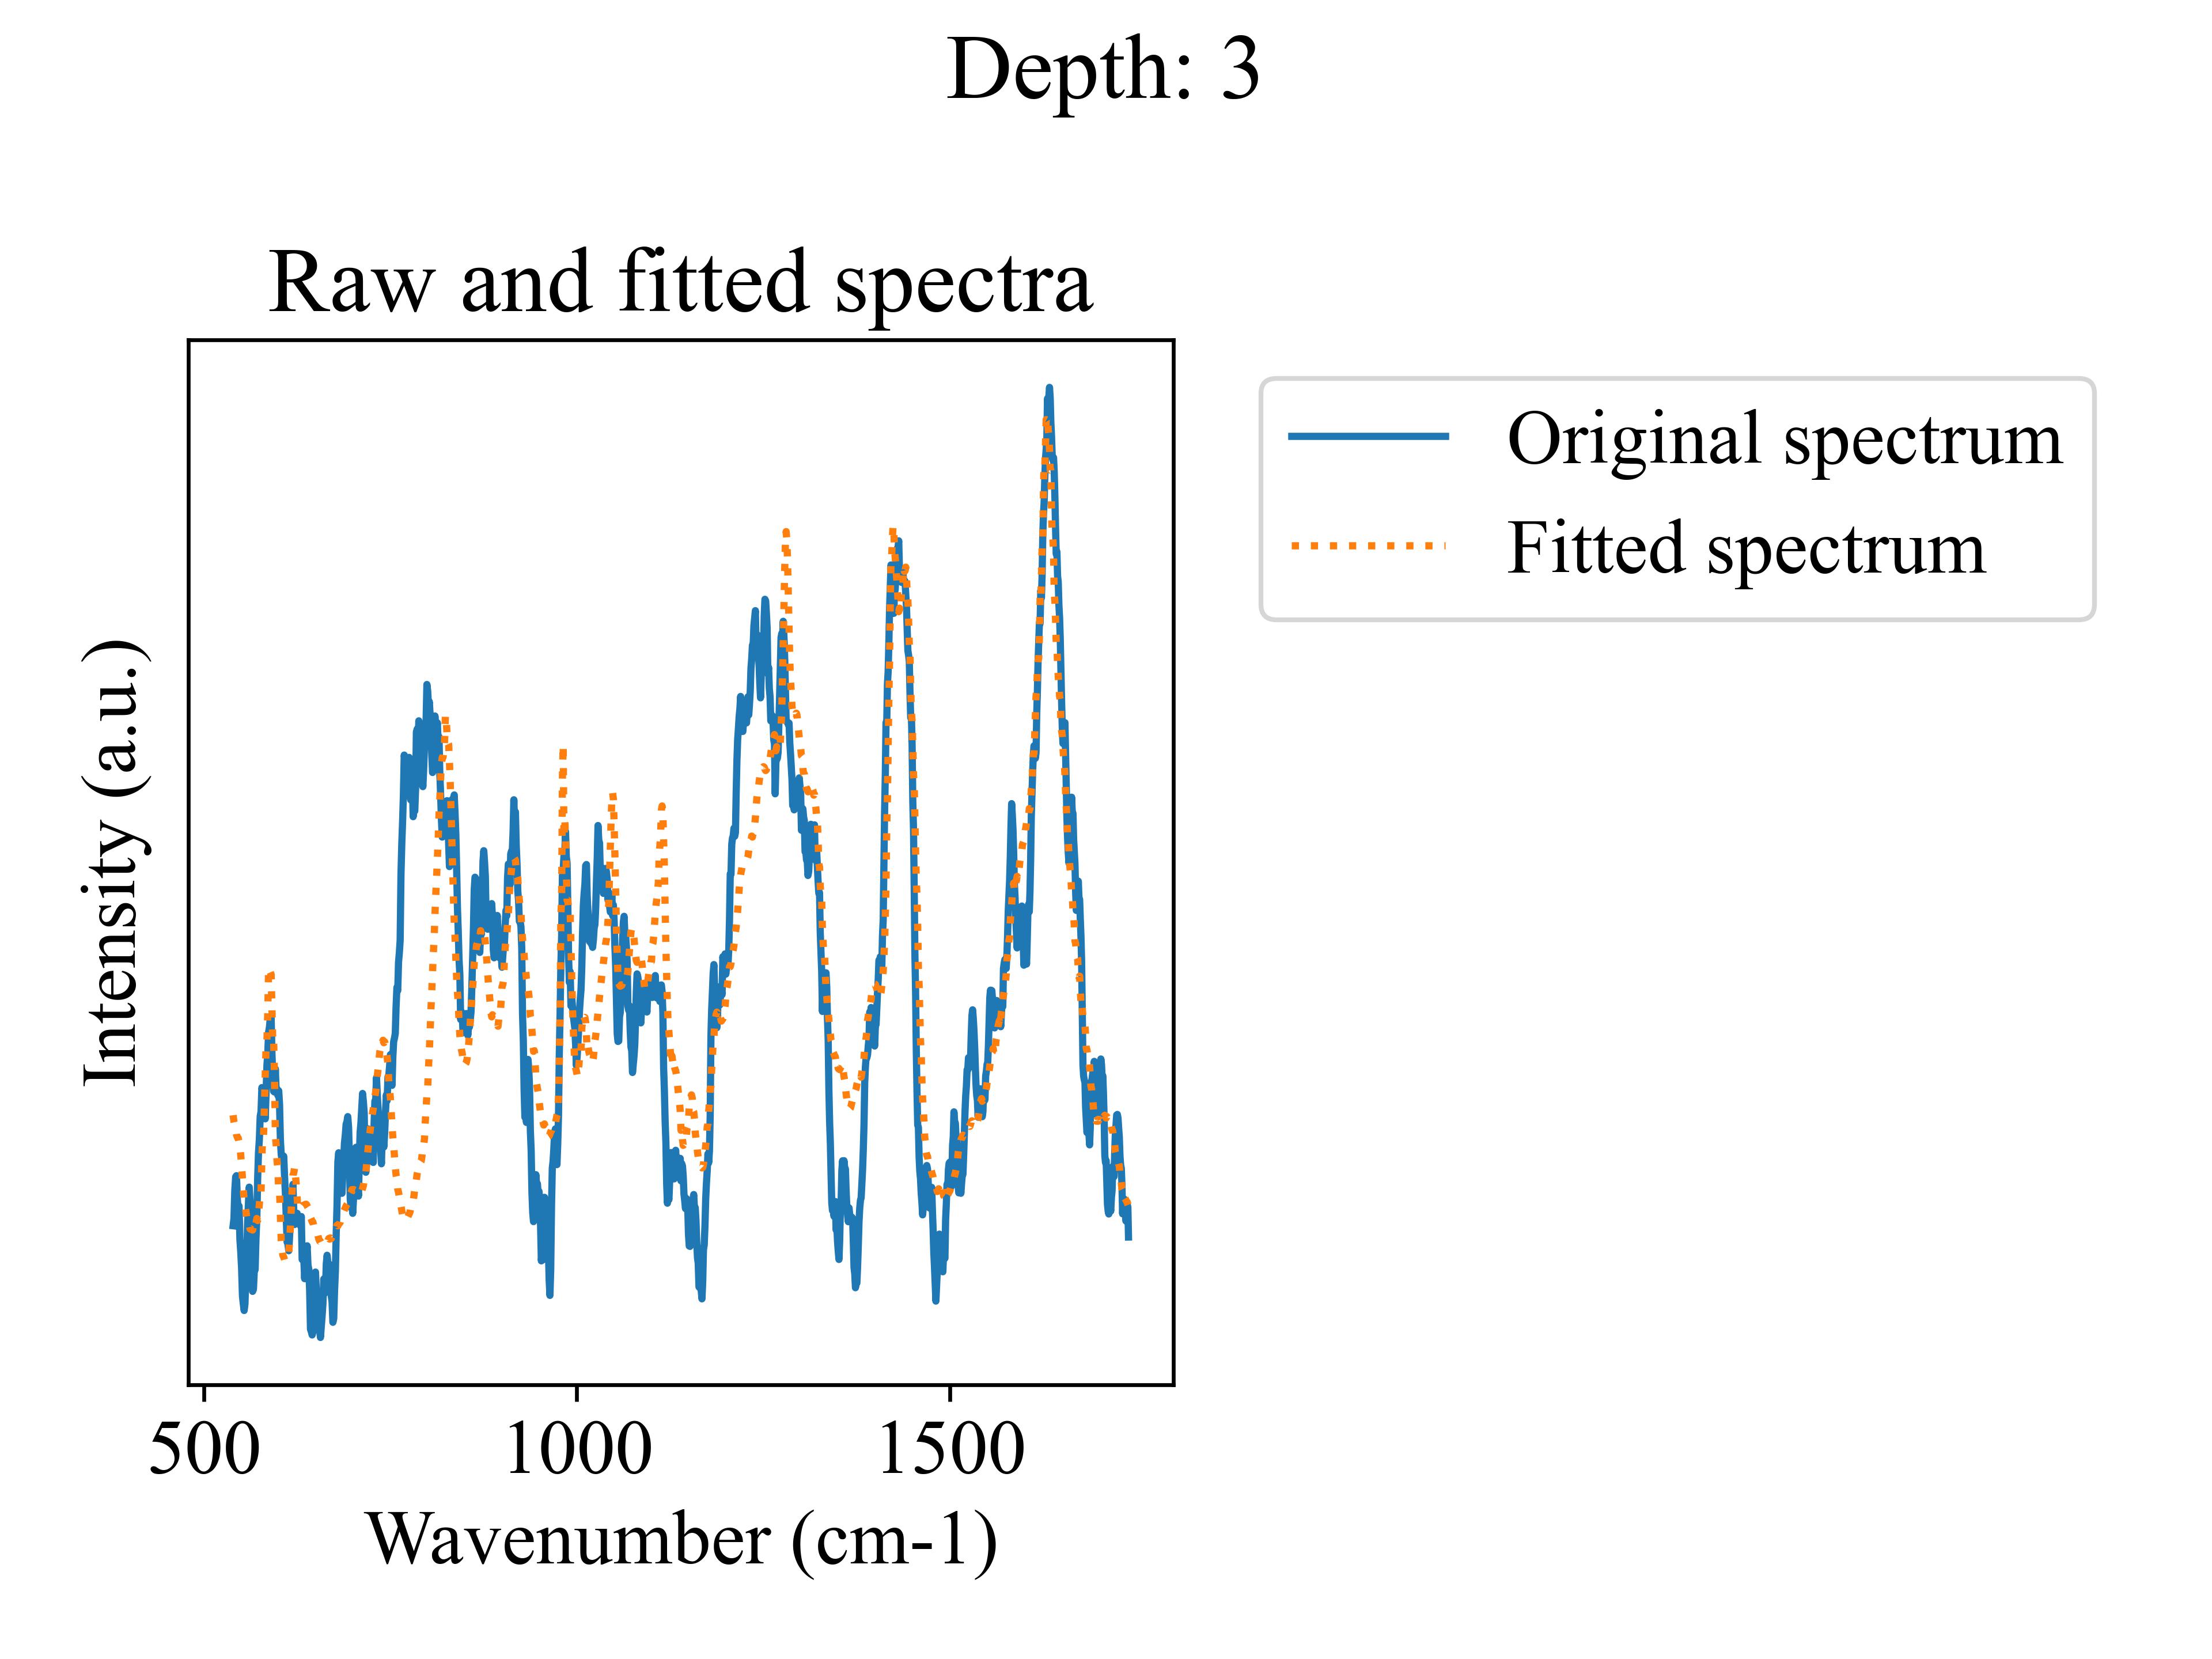 Depth: 3
Raw and fitted spectra
Original spectrum
Fitted spectrum
Intensity (a.u.)
500 1000 1500
Wavenumber (cm-1)